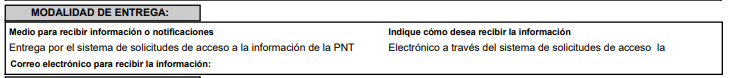 MODALIDAD DE ENTREGA:
Medio para recibir información o notificaciones
Indique cómo desea recibir la información
Entrega por el sistema de solicitudes de acceso a la información de la PNT
Electrónico a través del sistema de solicitudes de acceso la
Correo electrónico para recibir la información: